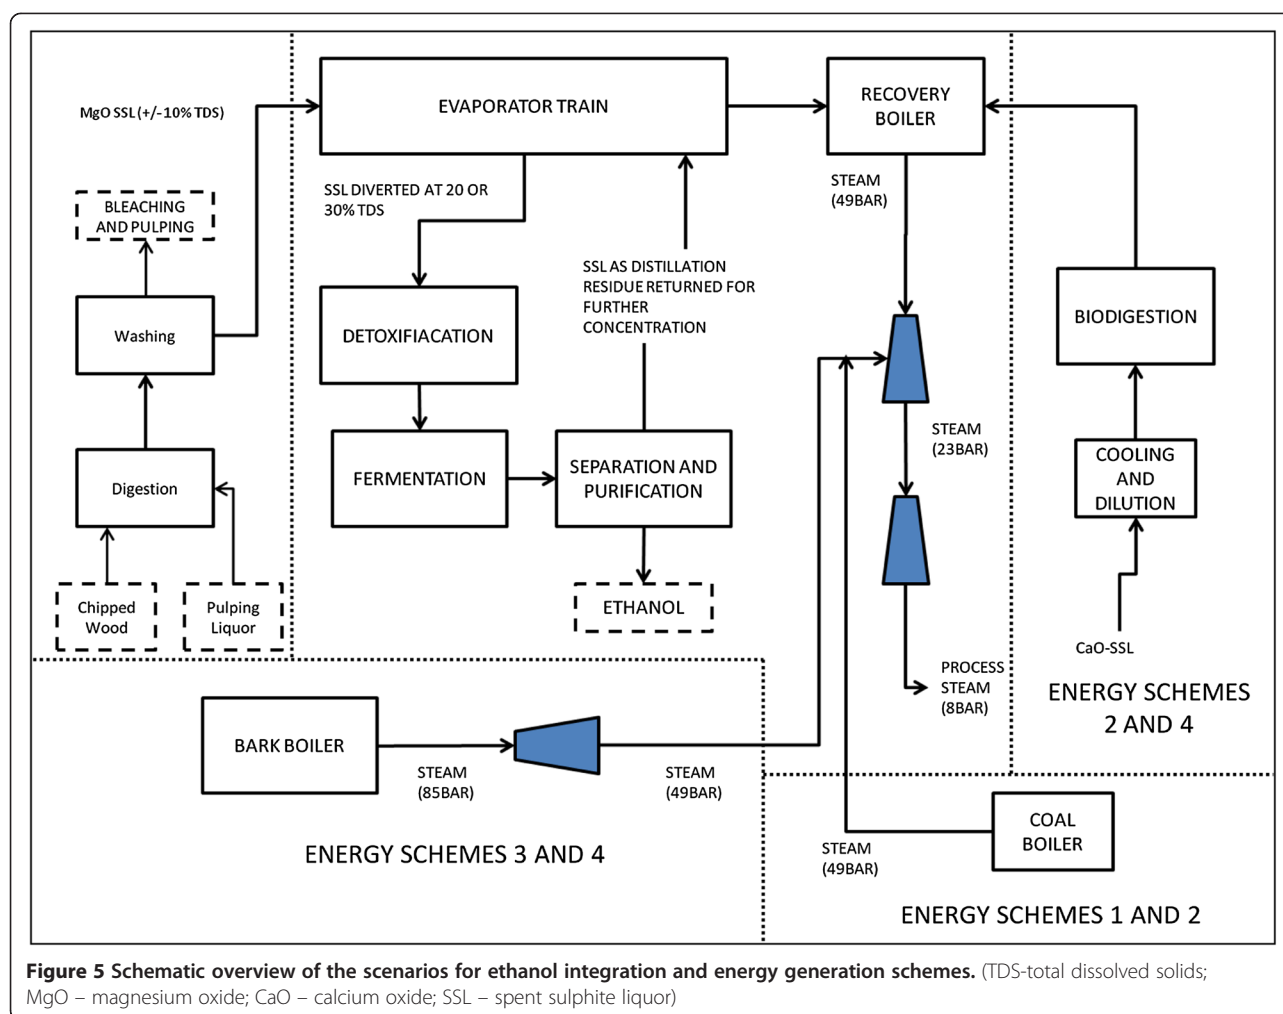 MgO SSL (+/-10% TDS)
BLEACHING
AND PULPING
Washing
Digestion
Chipped
Wood
Pulping
Liquor
EVAPORATOR TRAIN
SSL DIVERTED AT 20 OR
30% TDS
DETOXIFIACATION
FERMENTATION
SSL AS DISTILLATION
RESIDUE RETURNED FOR
FURTHER
CONCENTRATION
SEPARATION AND
PURIFICATION
ETHANOL
RECOVERY
BOILER
STEAM
(49BAR)
STEAM
(23BAR)
PROCESS
STEAM
(8BAR)
BIODIGESTION
COOLING
AND
DILUTION
CaO-SSL
ENERGY SCHEMES
2 AND 4
BARK BOILER
STEAM
(85BAR)
STEAM
(49BAR)
ENERGY SCHEMES 3 AND 4
COAL
BOILER
STEAM
(49BAR)
ENERGY SCHEMES 1 AND 2
Figure 5 Schematic overview of the scenarios for ethanol integration and energy generation schemes. (TDS-total dissolved solids;
MgO – magnesium oxide; CaO – calcium oxide; SSL – spent sulphite liquor)